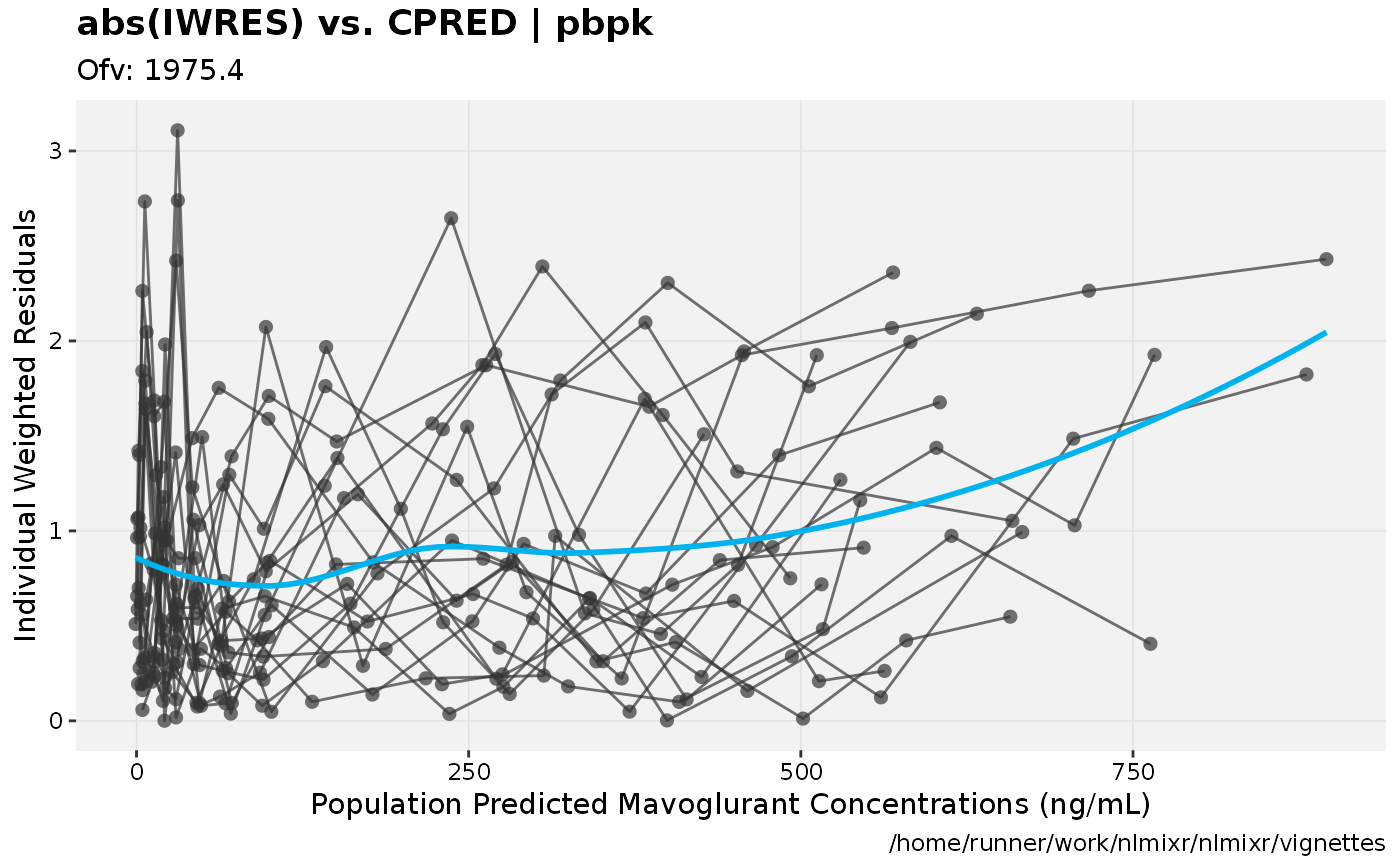 abs(IWRES) vs. CPRED | pbpk
Ofv: 1975.4
Individual Weighted Residuals
3
2
1
0
0 250 500 750
Population Predicted Mavoglurant Concentrations (ng/mL)
/home/runner/work/nlmixr/nlmixr/vignettes